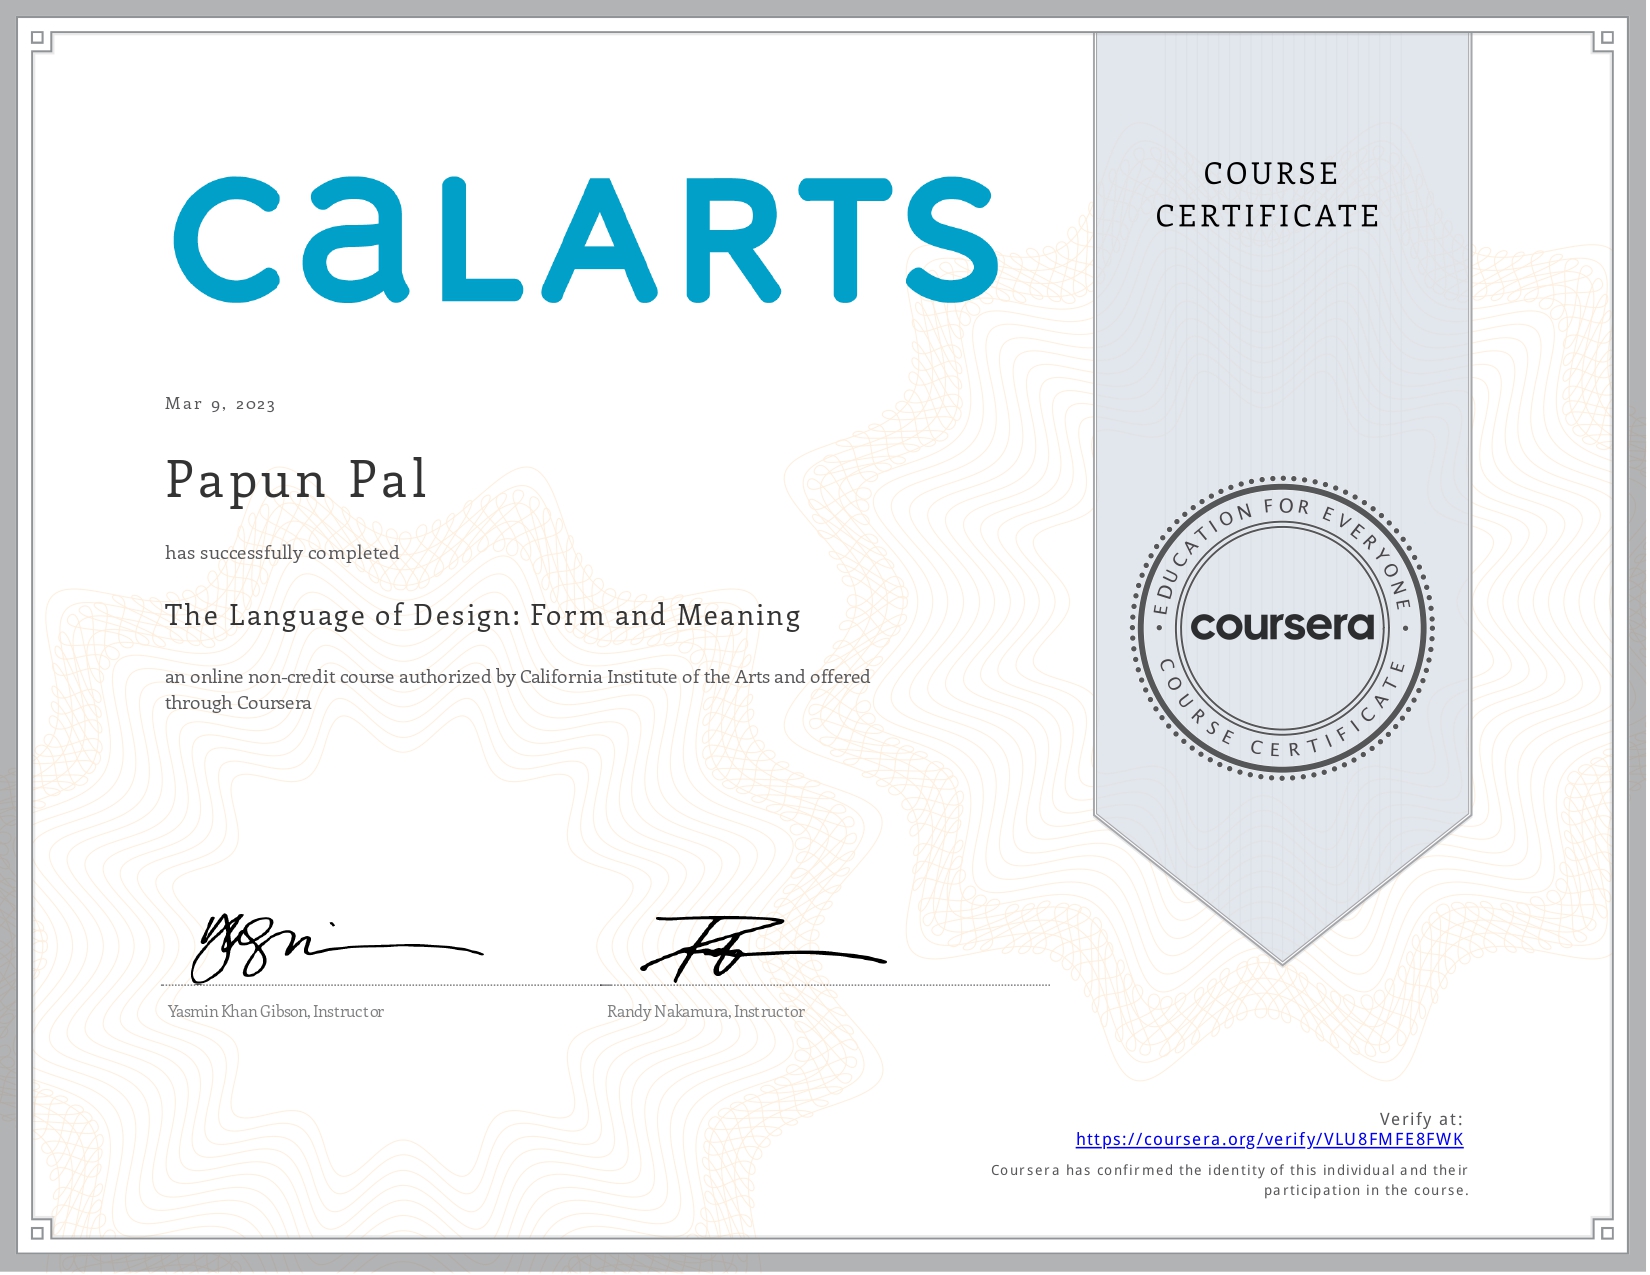 CALARTS
COURSE
CERTIFICATE
Mar 9, 2023
Papun Pal
has successfully completed
The Language of Design: Form and Meaning
an online non-credit course authorized by California Institute of the Arts and offered
through Coursera
EDUCATION FOR EVERYONE
coursera
COURSE CERTIFICATE
Yasmin Khan Gibson, Instructor
Randy Nakamura, Instructor
Verify at:
https://coursera.org/verify/VLU8FMFE8FWK
Coursera has confirmed the identity of this individual and their
participation in the course.